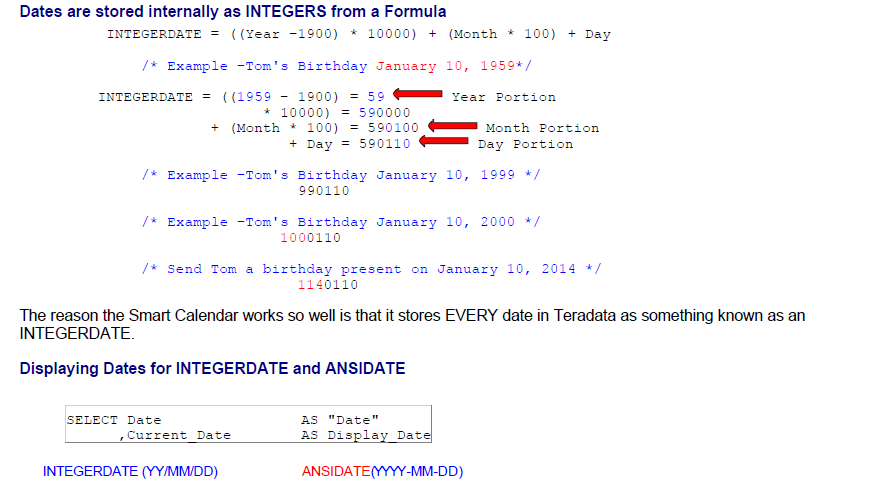 Dates are stored internally as INTEGERS from a Formula
INTEGERDATE = ((Year -1900) * 10000) + (Month * 100) + Day
/* Example -Tom's Birthday January 10, 1959*/
INTEGERDATE = ((1959 - 1900) = 59 Year Portion
* 10000) = 590000
+ (Month * 100) = 590100 Month Portion
+ Day = 590110 Day Portion
/* Example -Tom's Birthday January 10, 1999 */
990110
/* Example -Tom's Birthday January 10, 2000 */
1000110
/* Send Tom a birthday present on January 10, 2014 */
1140110
The reason the Smart Calendar works so well is that it stores EVERY date in Teradata as something known as an
INTEGERDATE.
Displaying Dates for INTEGERDATE and ANSIDATE
SELECT Date AS "Date"
,Current_Date AS Display_Date
INTEGERDATE (YY/MM/DD) ANSIDATE(YYYY-MM-DD)